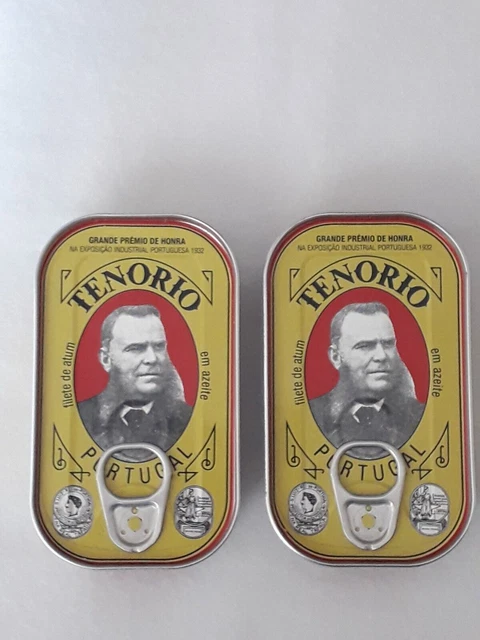 GRANDE PRÉMIO DE HONRA
NA EXPOSIÇÃO INDUSTRIAL PORTUGUESA 1932
TENORIO
filete de atum
em azeite
PORTUGAL
GRANDE PRÉMIO DE HONRA
NA EXPOSIÇÃO INDUSTRIAL PORTUGUESA 1932
TENORIO
filete de atum
em azeite
PORTUGAL